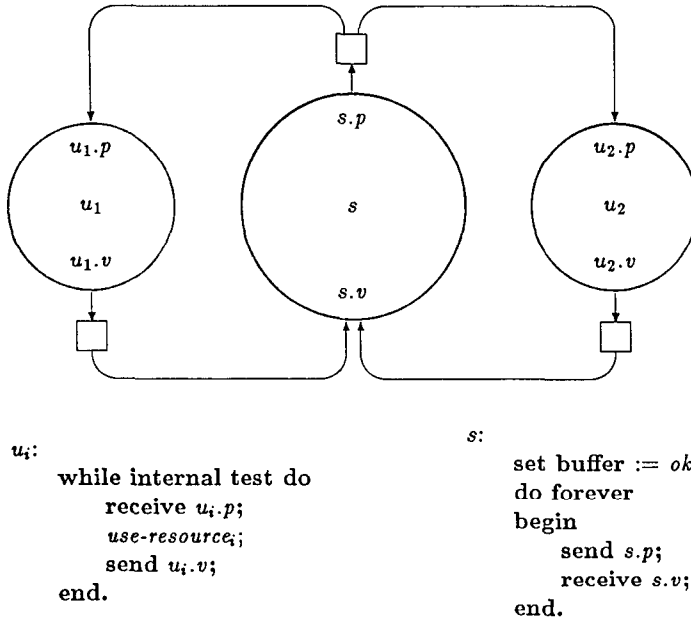 s.p
u₁.p
u₂.p
u₁
s
u₂
u₁.v
u₂.v
s.v
uᵢ:
while internal test do
receive uᵢ.p;
use-resourceᵢ;
send uᵢ.v;
end.
s:
set buffer := ok
do forever
begin
send s.p;
receive s.v;
end.